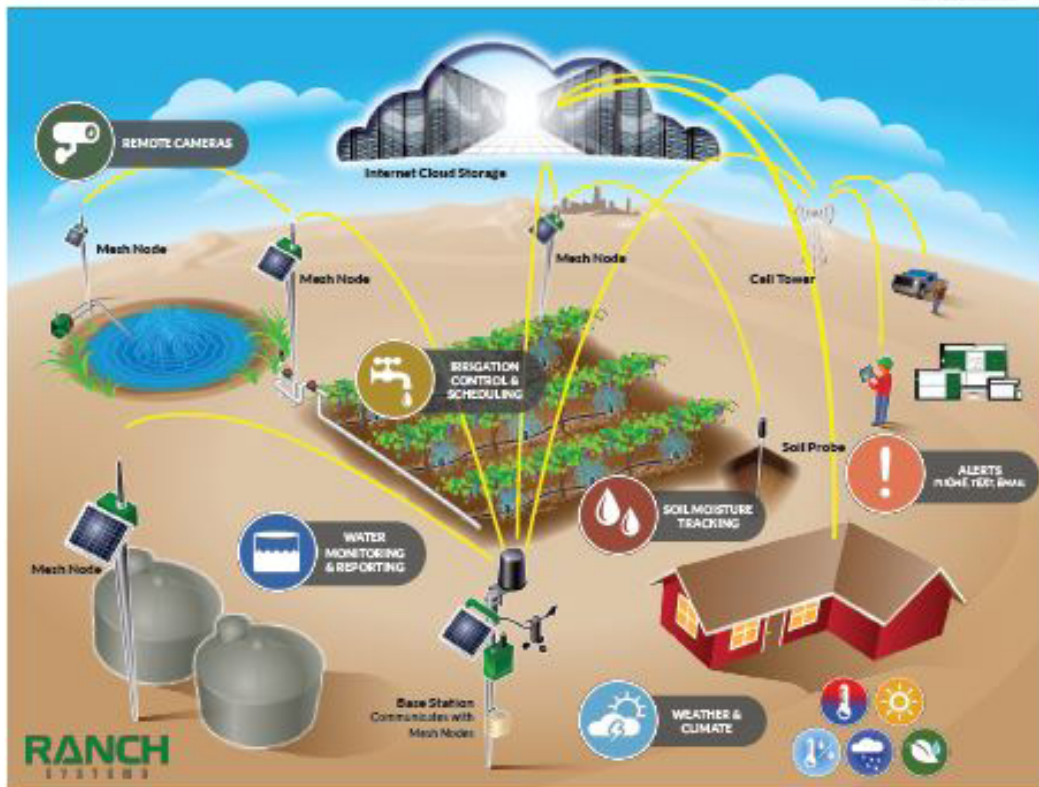 REMOTE CAMERAS
Internet Cloud Storage
Mesh Node
Mesh Node
Mesh Node
Cell Tower
IRRIGATION
CONTROL &
SCHEDULING
Soil Probe
ALERTS
PHONE, TEXT, EMAIL
SOIL MOISTURE
TRACKING
WATER
MONITORING
& REPORTING
Mesh Node
Base Station
Communicates with
Mesh Nodes
WEATHER &
CLIMATE
RANCH
SYSTEMS